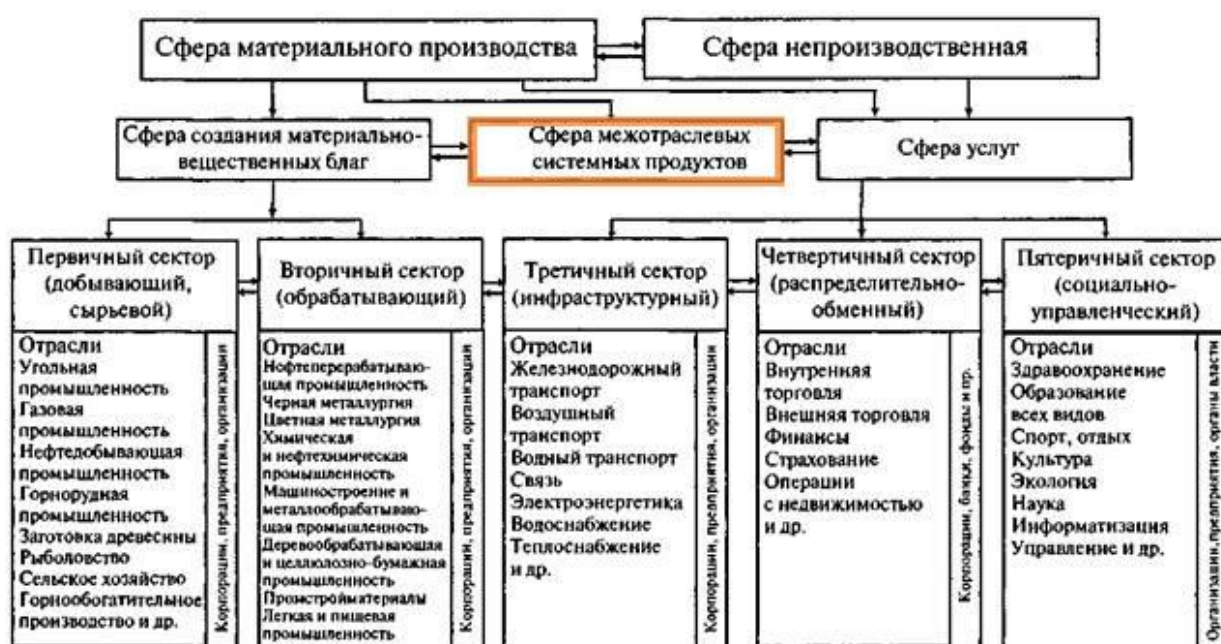 Сфера материального производства
Сфера непроизводственная
Сфера создания материально-
вещественных благ
Сфера межотраслевых
системных продуктов
Сфера услуг
Первичный сектор
(добывающий,
сырьевой)
Отрасли
Угольная
промышленность
Газовая
промышленность
Нефтедобывающая
промышленность
Горнорудная
промышленность
Заготовка древесины
Рыболовство
Сельское хозяйство
Горнообогатительное
производство и др.
Корпорации, предприятия, организации
Вторичный сектор
(обрабатывающий)
Отрасли
Нофтеперерабатываю-
щая промышленность
Черная металлургия
Цветная металлургия
Химическая
и нефтехимическая
промышленность
Машиностроение и
металлообрабатываю-
щая промышленность
Деревообрабатывающая
и целлюлозно-бумажная
промышленность
Промстройматериалы
Легкая и пищевая
промышленность
Корпорации, предприятия, организации
Третичный сектор
(инфраструктурный)
Отрасли
Железнодорожный
транспорт
Воздушный
транспорт
Водный транспорт
Связь
Электроэнергетика
Водоснабжение
Теплоснабжение
и др.
Корпорации, предприятия, организации
Четвертичный сектор
(распределительно-
обменный)
Отрасли
Внутренняя
торговля
Внешняя торговля
Финансы
Страхование
Операции
с недвижимостью
и др.
Корпорации, банки, фонды и пр.
Пятеричный сектор
(социально-
управленческий)
Отрасли
Здравоохранение
Образование
всех видов
Спорт, отдых
Культура
Экология
Наука
Информатизация
Управление и др.
Организации, предприятия, органы власти